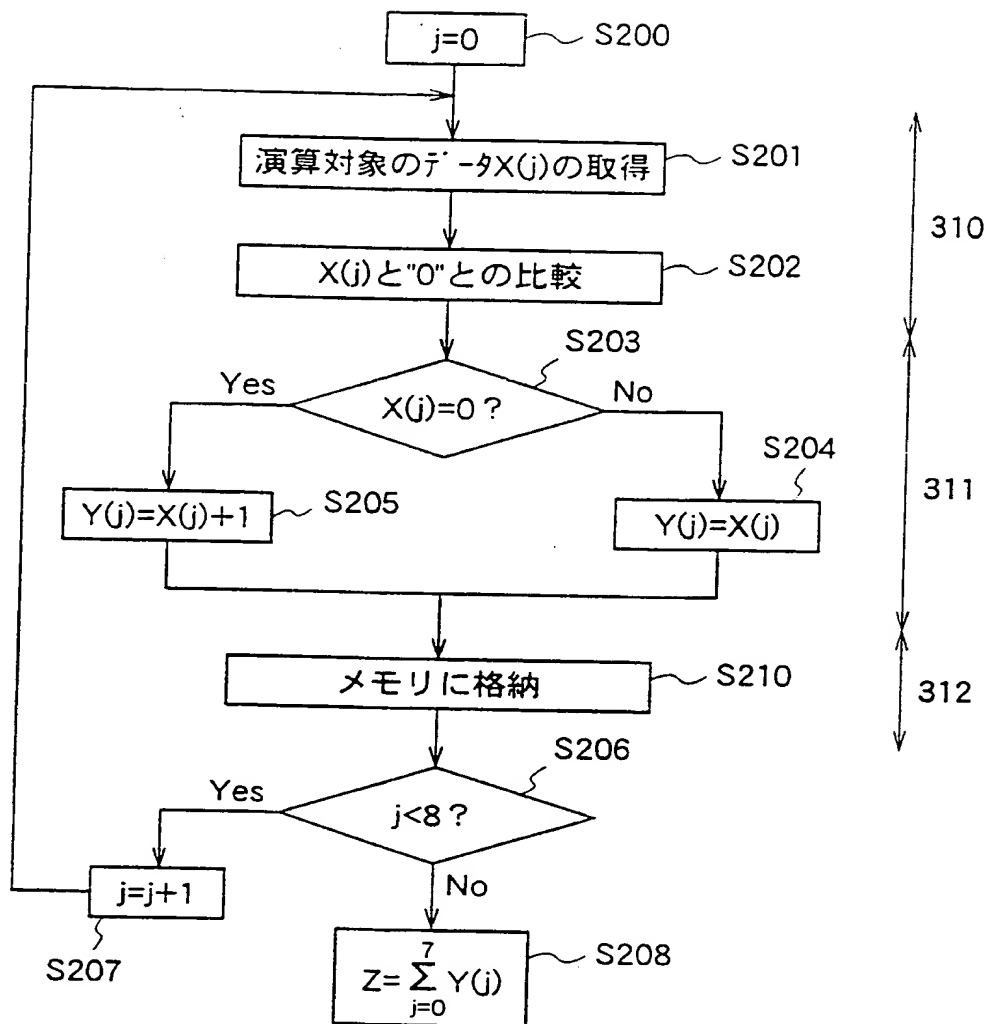 j=0
S200
演算対象のデータX(j)の取得
S201
310
X(j)と"0"との比較
S202
S203
Yes
X(j)=0?
No
S204
311
Y(j)=X(j)+1
S205
Y(j)=X(j)
メモリに格納
S210
312
S206
Yes
j<8?
j=j+1
No
S207
Z=∑Y(j)
7
j=0
S208